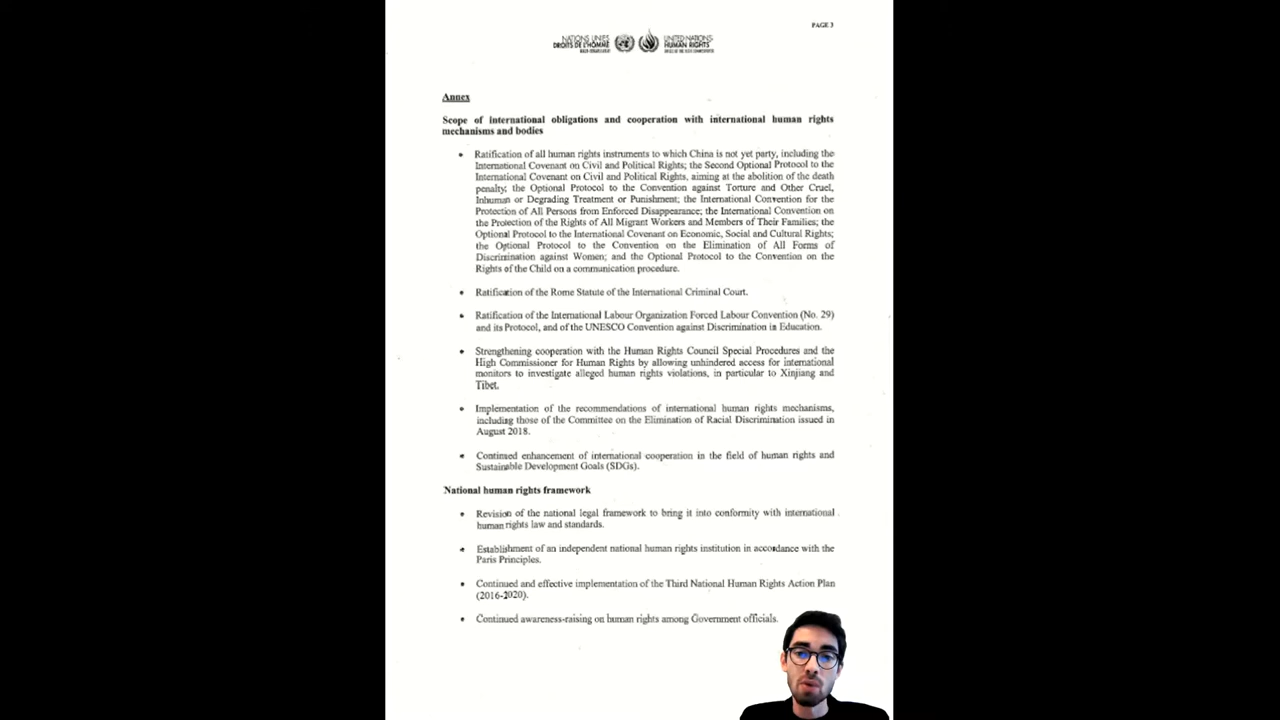 PAGE 3
NATIONS UNIES
DROITS DE L'HOMME
UNITED NATIONS
HUMAN RIGHTS
Annex
Scope of international obligations and cooperation with international human rights
mechanisms and bodies
• Ratification of all human rights instruments to which China is not yet party, including the
International Covenant on Civil and Political Rights; the Second Optional Protocol to the
International Covenant on Civil and Political Rights, aiming at the abolition of the death
penalty; the Optional Protocol to the Convention against Torture and Other Cruel,
Inhuman or Degrading Treatment or Punishment; the International Convention for the
Protection of All Persons from Enforced Disappearance; the International Convention on
the Protection of the Rights of All Migrant Workers and Members of Their Families; the
Optional Protocol to the International Covenant on Economic, Social and Cultural Rights;
the Optional Protocol to the Convention on the Elimination of All Forms of
Discrimination against Women; and the Optional Protocol to the Convention on the
Rights of the Child on a communication procedure.
• Ratification of the Rome Statute of the International Criminal Court.
• Ratification of the International Labour Organization Forced Labour Convention (No. 29)
and its Protocol, and of the UNESCO Convention against Discrimination in Education.
• Strengthening cooperation with the Human Rights Council Special Procedures and the
High Commissioner for Human Rights by allowing unhindered access for international
monitors to investigate alleged human rights violations, in particular to Xinjiang and
Tibet.
• Implementation of the recommendations of international human rights mechanisms,
including those of the Committee on the Elimination of Racial Discrimination issued in
August 2018.
• Continued enhancement of international cooperation in the field of human rights and
Sustainable Development Goals (SDGs).
National human rights framework
• Revision of the national legal framework to bring it into conformity with international
human rights law and standards.
• Establishment of an independent national human rights institution in accordance with the
Paris Principles.
• Continued and effective implementation of the Third National Human Rights Action Plan
(2016-2020).
• Continued awareness-raising on human rights among Government officials.